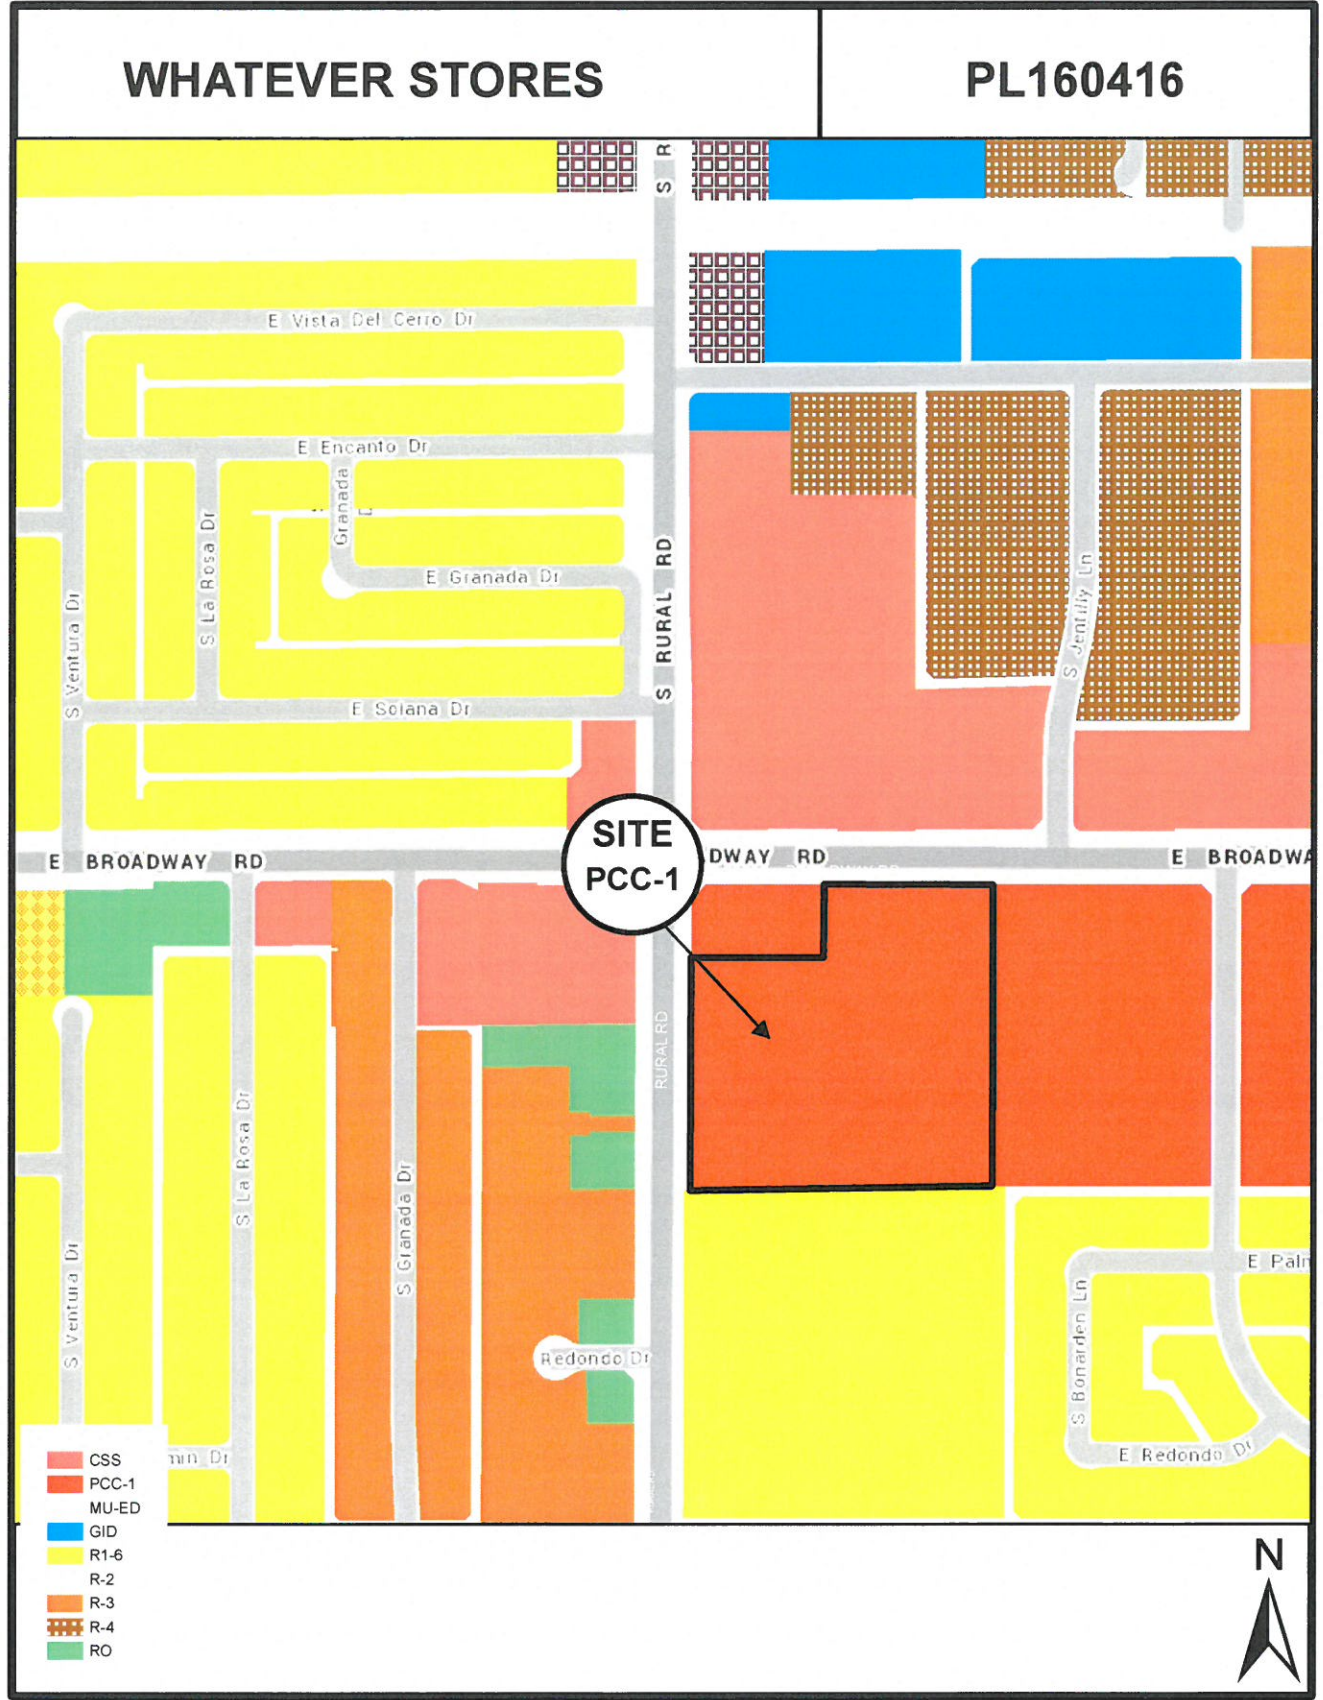 WHATEVER STORES
PL160416
S R
E Vista Del Cerro Dr
E Encanto Dr
Granada
S La Rosa Dr
E Granada Dr
S RURAL RD
S Jentilly Ln
S Ventura Dr
E Solana Dr
SITE
PCC-1
E BROADWAY RD
DWAY RD
E BROADWA
RURAL RD
S La Rosa Dr
S Granada Dr
S Ventura Dr
E Paln
S Bonarden Ln
Redondo Dr
E Redondo Dr
min Dr
CSS
PCC-1
MU-ED
GID
R1-6
R-2
R-3
R-4
RO
N